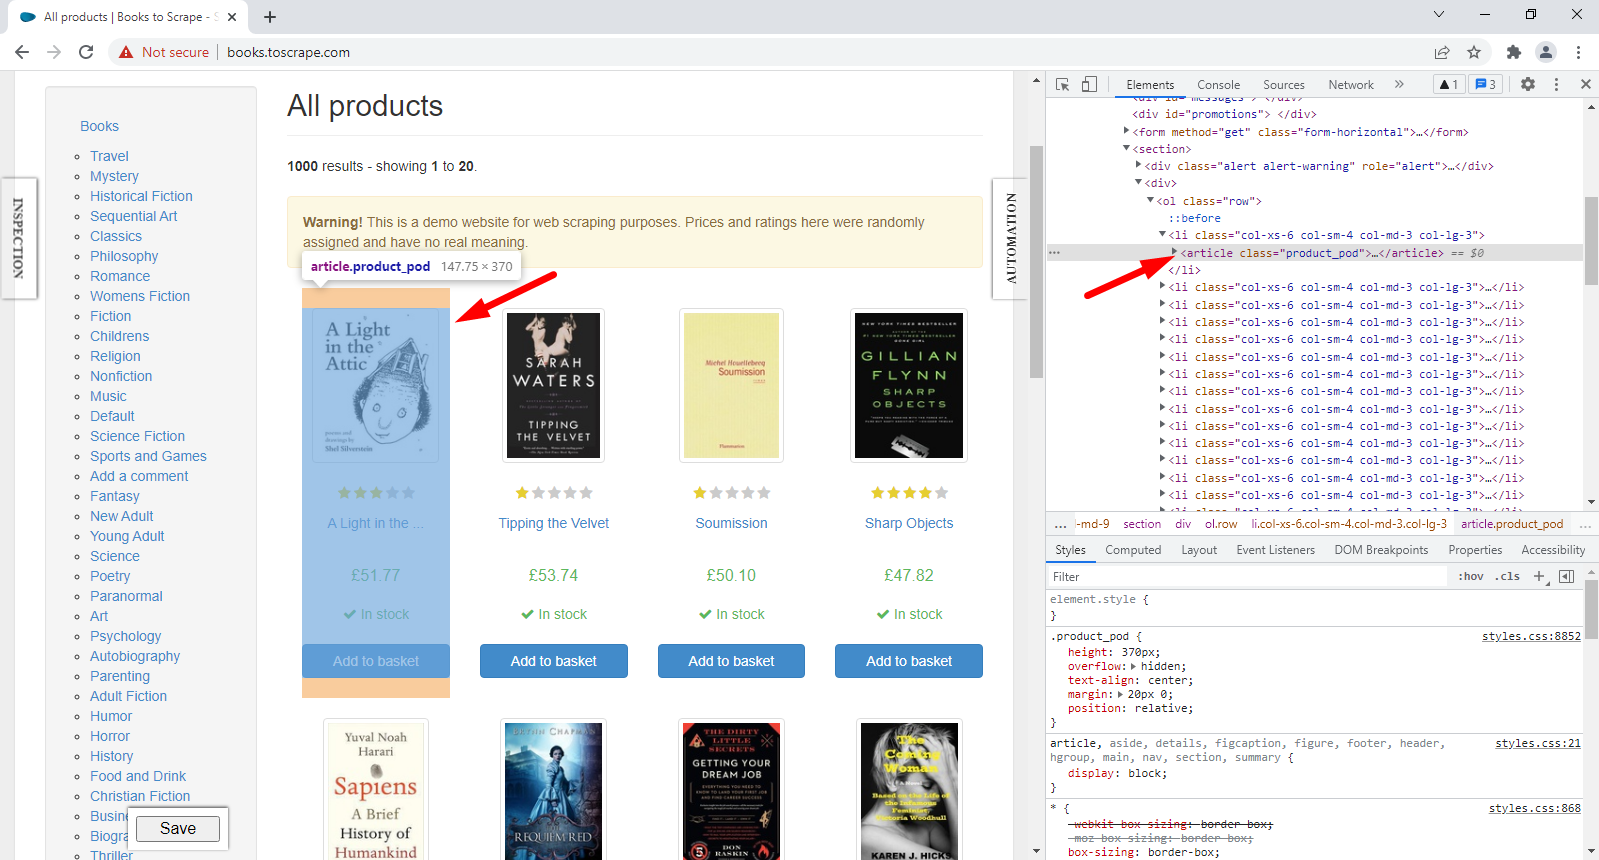 All products | Books to Scrape - S
Not secure
books.toscrape.com
INSPECTION
Books
Travel
Mystery
Historical Fiction
Sequential Art
Classics
Philosophy
Romance
Womens Fiction
Fiction
Childrens
Religion
Nonfiction
Music
Default
Science Fiction
Sports and Games
Add a comment
Fantasy
New Adult
Young Adult
Science
Poetry
Paranormal
Art
Psychology
Autobiography
Parenting
Adult Fiction
Humor
Horror
History
Food and Drink
Christian Fiction
Busin
Biogra
Thriller
Save
All products
1000 results - showing 1 to 20.
Warning! This is a demo website for web scraping purposes. Prices and ratings here were randomly
assigned and have no real meaning.
article.product_pod 147.75 × 370
A Light
in the
Attic
poems and
drawings by
Shel Silverstein
A Light in the ...
£51.77
In stock
Add to basket
SARAH
WATERS
TIPPING
THE VELVET
Tipping the Velvet
£53.74
In stock
Add to basket
Michel Houellebecq
Soumission
Flammarion
Soumission
£50.10
In stock
Add to basket
NEW YORK TIMES BESTSELLER
GILLIAN
FLYNN
SHARP
OBJECTS
Sharp Objects
£47.82
In stock
Add to basket
Yuval Noah
Harari
Sapiens
A Brief
History of
Humankind
REQUIEM RED
THE DIRTY
LITTLE SECRETS
GETTING YOUR
DREAM JOB
DON RASKIN
The
Coming
Woman
Based on the Life of
the Infamous
Feminist,
Victoria Woodhull
KAREN J. HICKS
AUTOMATION
Elements Console Sources Network » 1 3
<div id="messages"> </div>
<div id="promotions"> </div>
<form method="get" class="form-horizontal">…</form>
<section>
<div class="alert alert-warning" role="alert">…</div>
<div>
<ol class="row">
::before
<li class="col-xs-6 col-sm-4 col-md-3 col-lg-3">
<article class="product_pod">…</article> == $0
</li>
<li class="col-xs-6 col-sm-4 col-md-3 col-lg-3">…</li>
<li class="col-xs-6 col-sm-4 col-md-3 col-lg-3">…</li>
<li class="col-xs-6 col-sm-4 col-md-3 col-lg-3">…</li>
<li class="col-xs-6 col-sm-4 col-md-3 col-lg-3">…</li>
<li class="col-xs-6 col-sm-4 col-md-3 col-lg-3">…</li>
<li class="col-xs-6 col-sm-4 col-md-3 col-lg-3">…</li>
<li class="col-xs-6 col-sm-4 col-md-3 col-lg-3">…</li>
<li class="col-xs-6 col-sm-4 col-md-3 col-lg-3">…</li>
<li class="col-xs-6 col-sm-4 col-md-3 col-lg-3">…</li>
<li class="col-xs-6 col-sm-4 col-md-3 col-lg-3">…</li>
<li class="col-xs-6 col-sm-4 col-md-3 col-lg-3">…</li>
<li class="col-xs-6 col-sm-4 col-md-3 col-lg-3">…</li>
<li class="col-xs-6 col-sm-4 col-md-3 col-lg-3">…</li>
... -md-9 section div ol.row li.col-xs-6.col-sm-4.col-md-3.col-lg-3 article.product_pod ...
Styles Computed Layout Event Listeners DOM Breakpoints Properties Accessibility
Filter :hov .cls +
element.style {
}
.product_pod { styles.css:8852
height: 370px;
overflow: hidden;
text-align: center;
margin: 20px 0;
position: relative;
}
article, aside, details, figcaption, figure, footer, header, styles.css:21
hgroup, main, nav, section, summary {
display: block;
}
* { styles.css:868
-webkit-box-sizing: border-box;
-moz-box-sizing: border-box;
box-sizing: border-box;